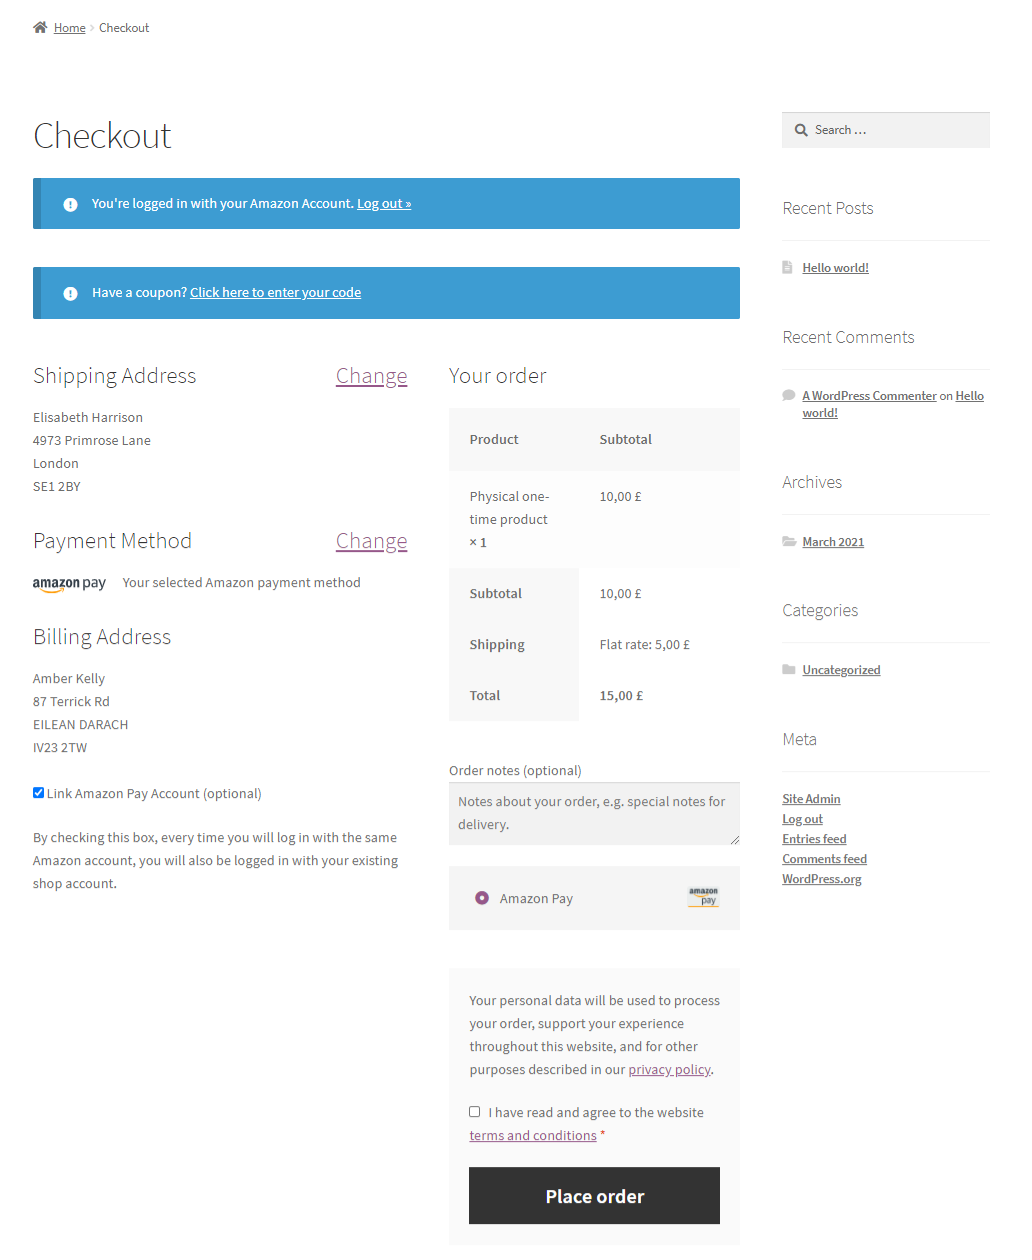 Home › Checkout
Checkout
You're logged in with your Amazon Account. Log out »
Have a coupon? Click here to enter your code
Shipping Address Change
Elisabeth Harrison
4973 Primrose Lane
London
SE1 2BY
Payment Method Change
amazon pay Your selected Amazon payment method
Billing Address
Amber Kelly
87 Terrick Rd
EILEAN DARACH
IV23 2TW
Link Amazon Pay Account (optional)
By checking this box, every time you will log in with the same
Amazon account, you will also be logged in with your existing
shop account.
Your order
Product Subtotal
Physical one- 10,00 £
time product
× 1
Subtotal 10,00 £
Shipping Flat rate: 5,00 £
Total 15,00 £
Order notes (optional)
Notes about your order, e.g. special notes for
delivery.
Amazon Pay amazon
pay
Your personal data will be used to process
your order, support your experience
throughout this website, and for other
purposes described in our privacy policy.
I have read and agree to the website
terms and conditions *
Place order
Search …
Recent Posts
Hello world!
Recent Comments
A WordPress Commenter on Hello
world!
Archives
March 2021
Categories
Uncategorized
Meta
Site Admin
Log out
Entries feed
Comments feed
WordPress.org